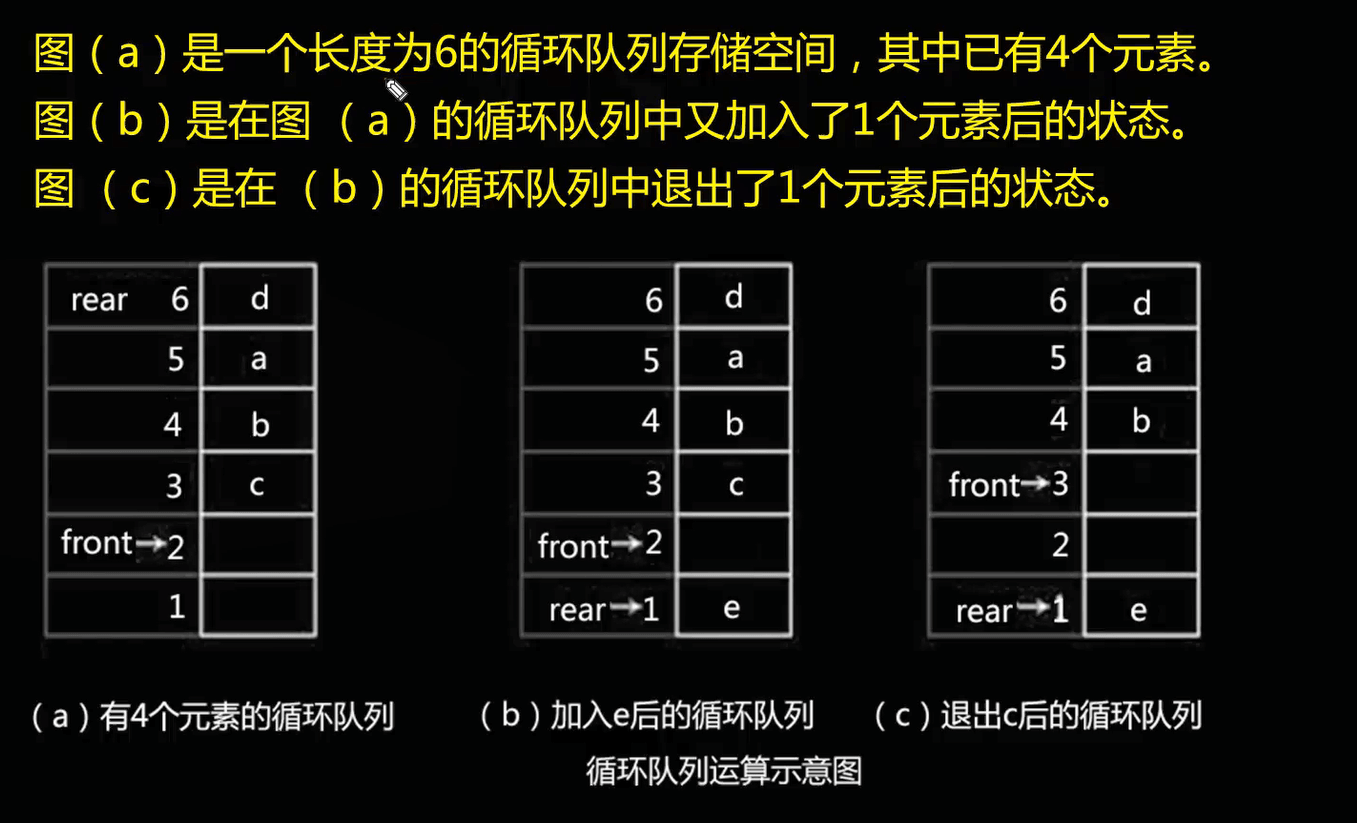 图（a）是一个长度为6的循环队列存储空间，其中已有4个元素。
图（b）是在图 （a）的循环队列中又加入了1个元素后的状态。
图 （c）是在 （b）的循环队列中退出了1个元素后的状态。
rear 6 d
5 a
4 b
3 c
front→2
1
6 d
5 a
4 b
3 c
front→2
rear→1 e
6 d
5 a
4 b
front→3
2
rear→1 e
（a）有4个元素的循环队列
（b）加入e后的循环队列
（c）退出c后的循环队列
循环队列运算示意图